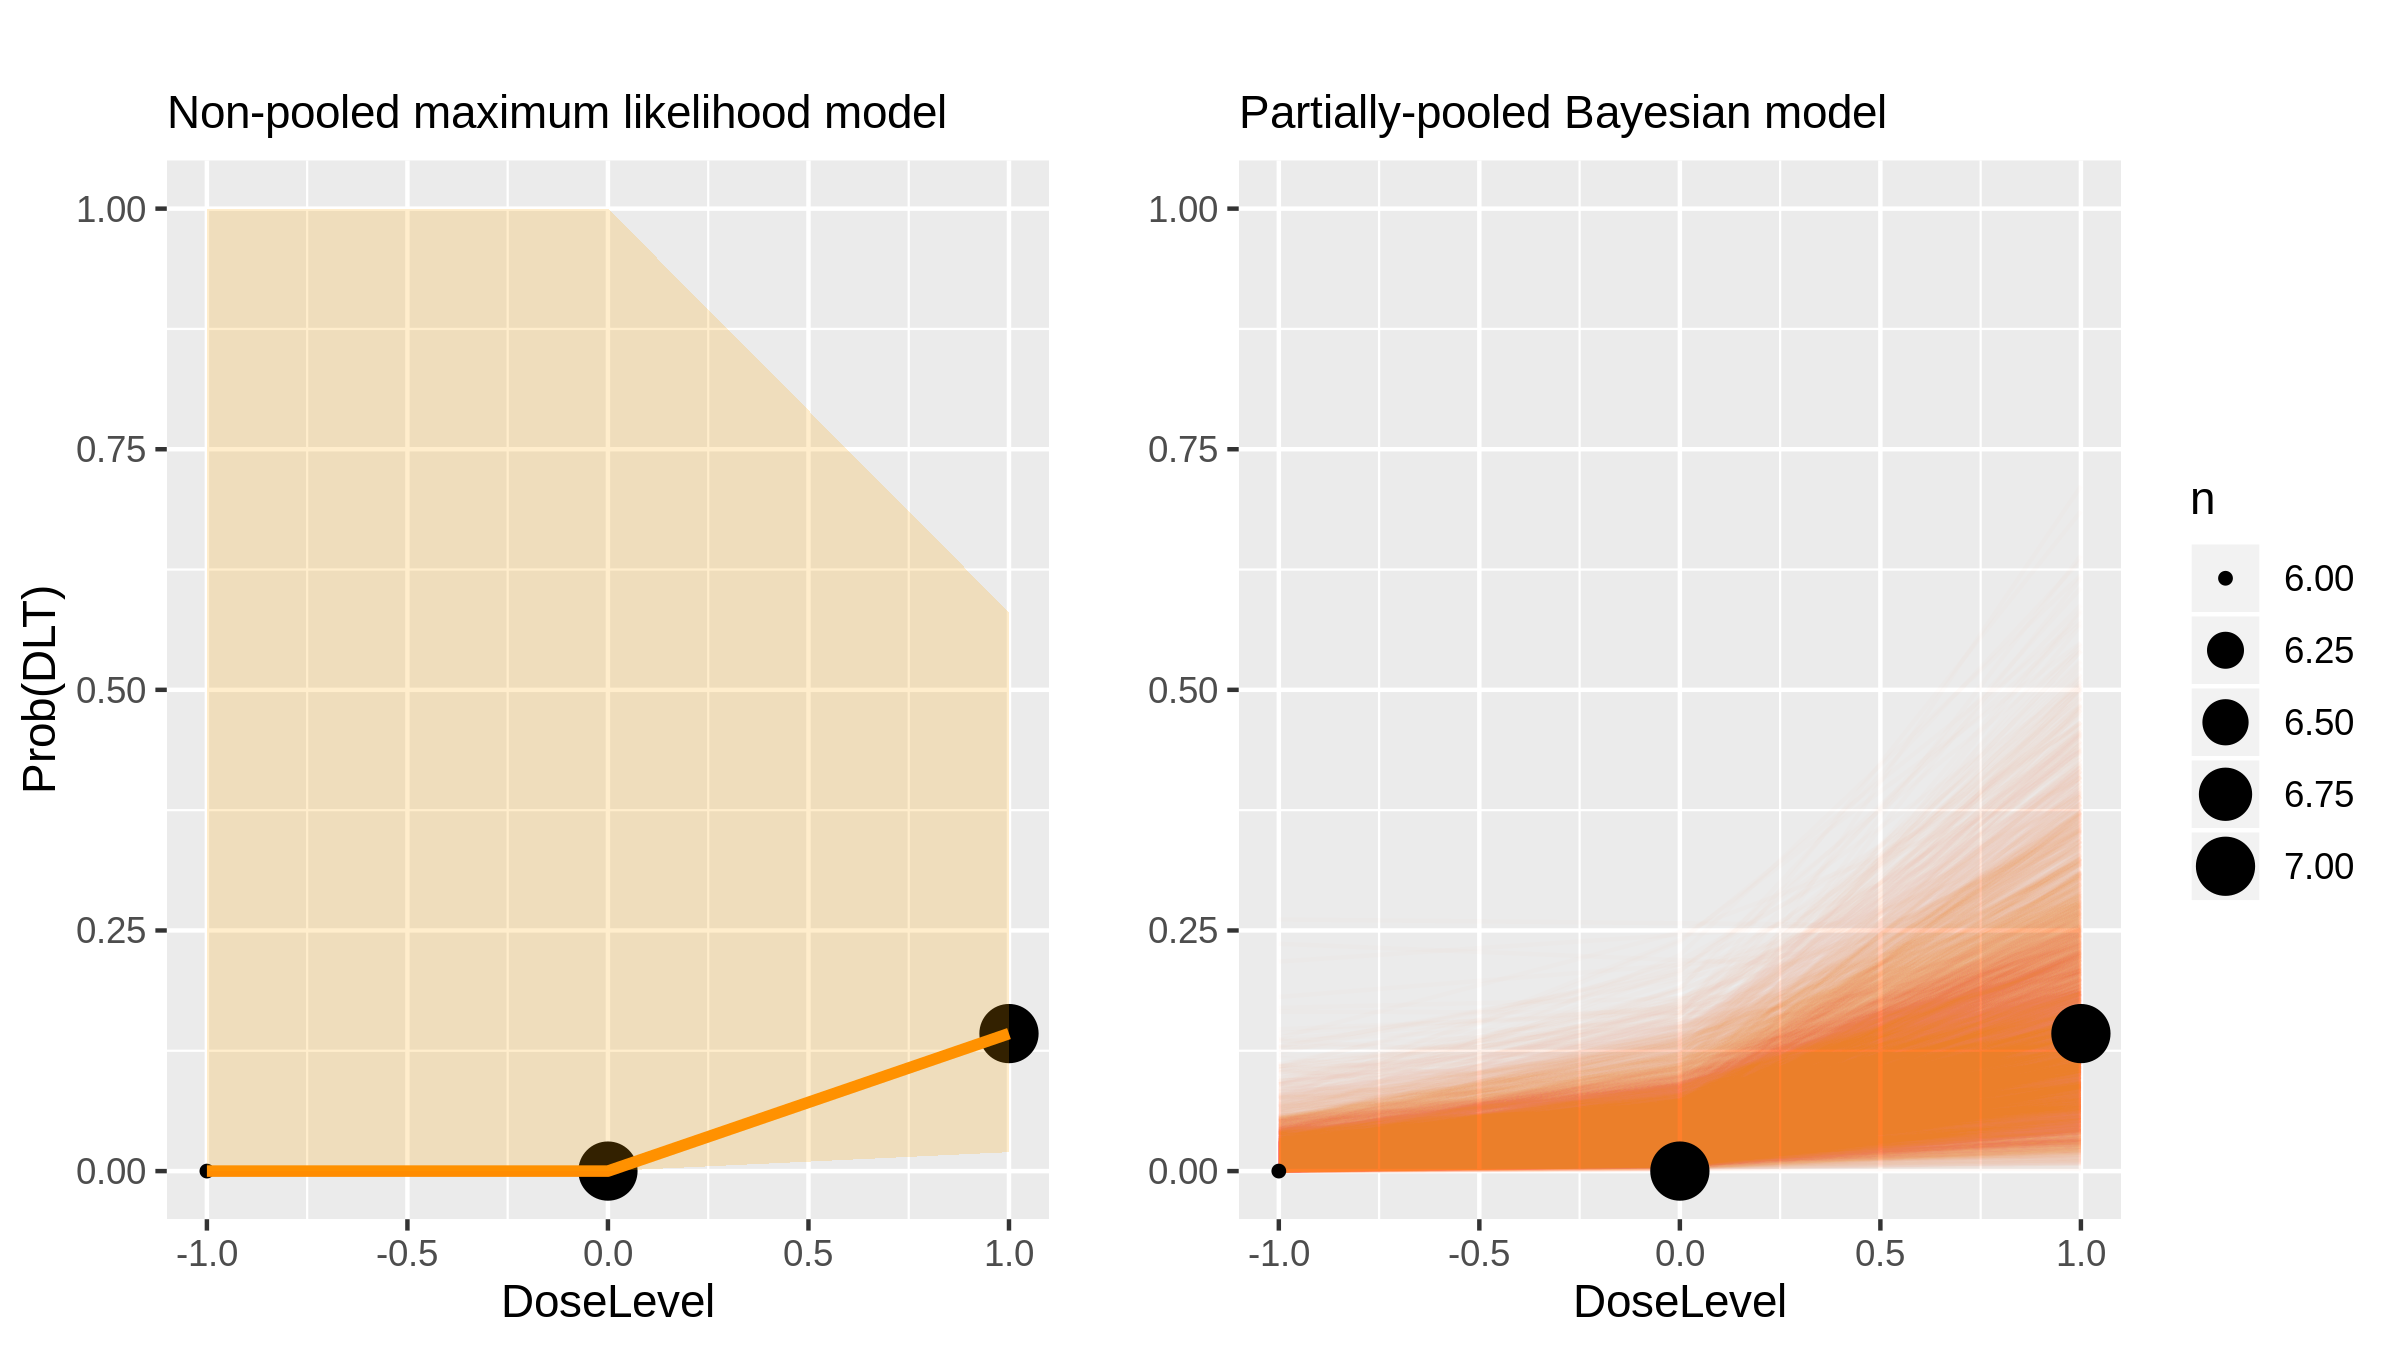 Non-pooled maximum likelihood model
Prob(DLT)
1.00
0.75
0.50
0.25
0.00
-1.0 -0.5 0.0 0.5 1.0
DoseLevel
Partially-pooled Bayesian model
1.00
0.75
0.50
0.25
0.00
-1.0 -0.5 0.0 0.5 1.0
DoseLevel
n
6.00
6.25
6.50
6.75
7.00